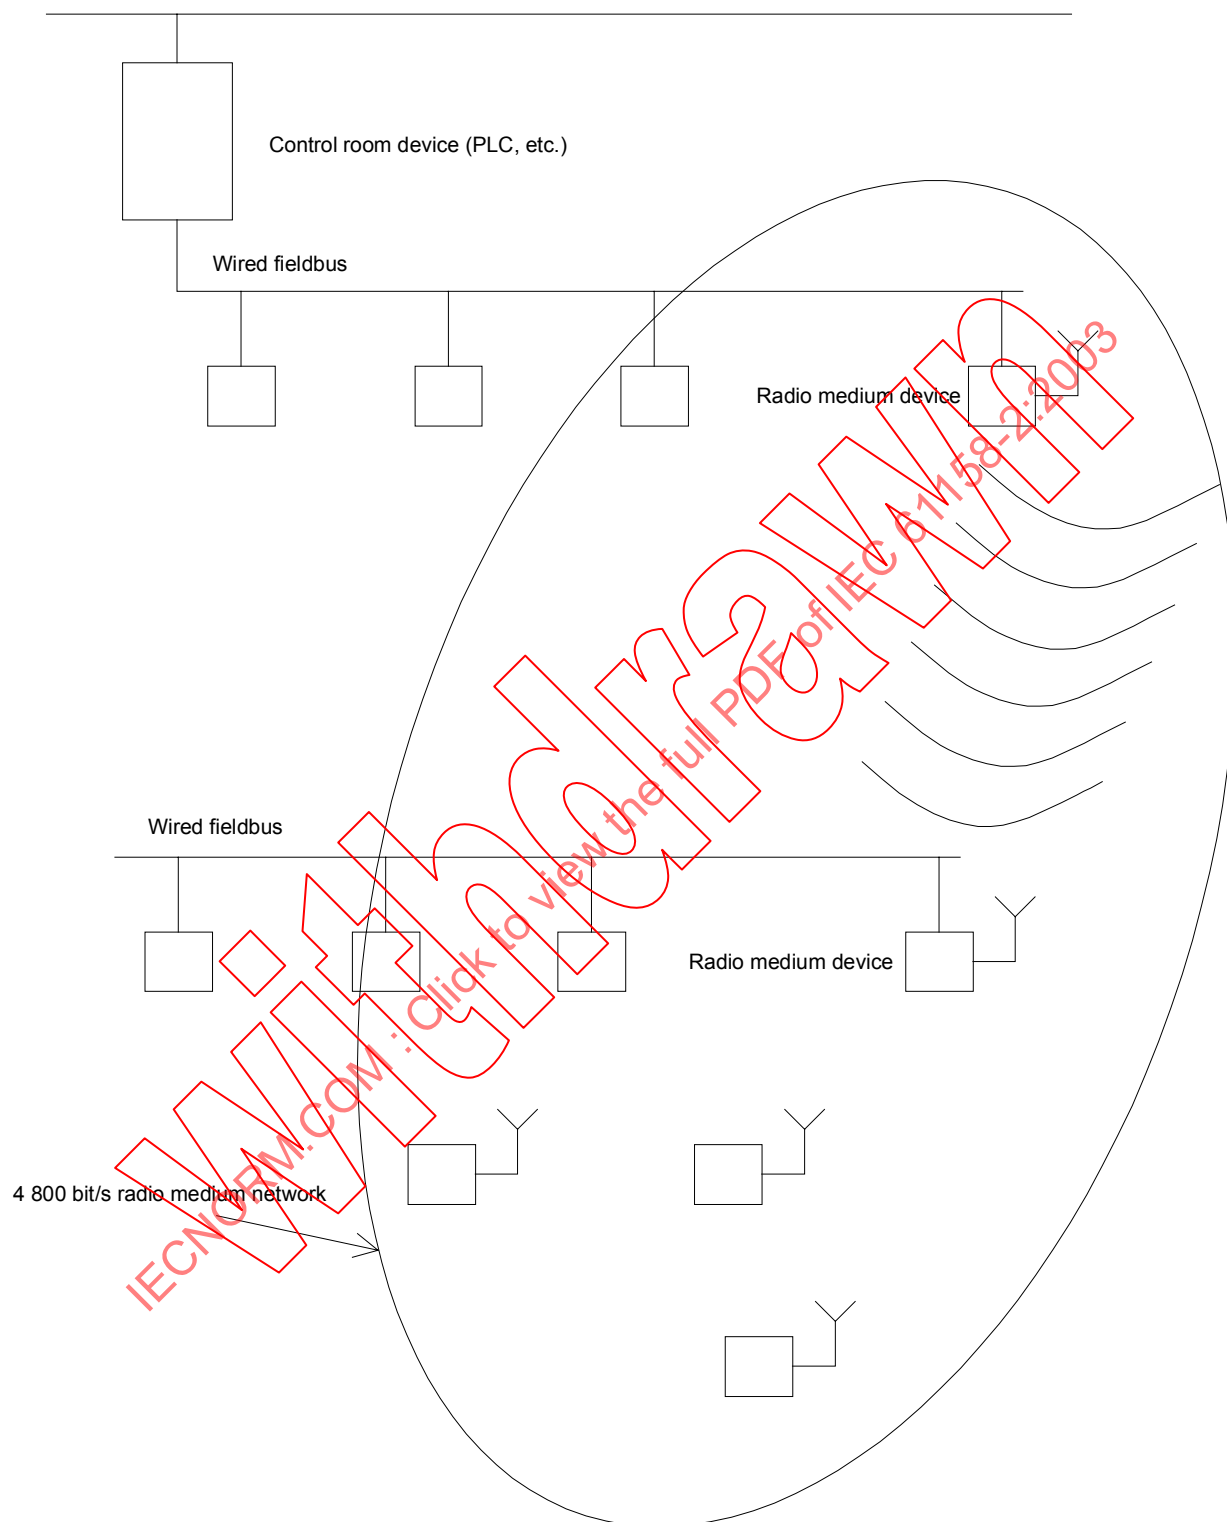 Control room device (PLC, etc.)
Wired fieldbus
Radio medium device
Wired fieldbus
Radio medium device
4 800 bit/s radio medium network
Withdrawn
IECNORM.COM : Click to view the full PDF of IEC 61158-2:2003